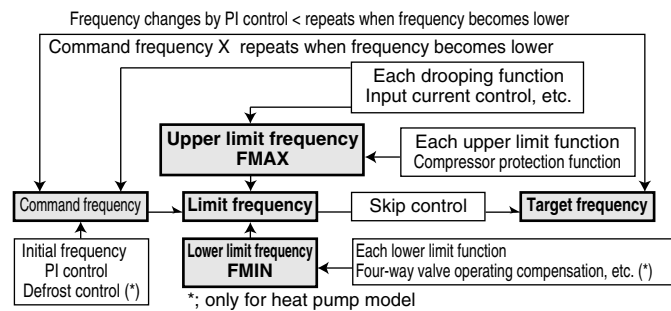 Frequency changes by PI control < repeats when frequency becomes lower
Command frequency X repeats when frequency becomes lower
Each drooping function
Input current control, etc.
Upper limit frequency
FMAX
Each upper limit function
Compressor protection function
Command frequency
Limit frequency
Skip control
Target frequency
Initial frequency
PI control
Defrost control (*)
Lower limit frequency
FMIN
Each lower limit function
Four-way valve operating compensation, etc. (*)
*; only for heat pump model